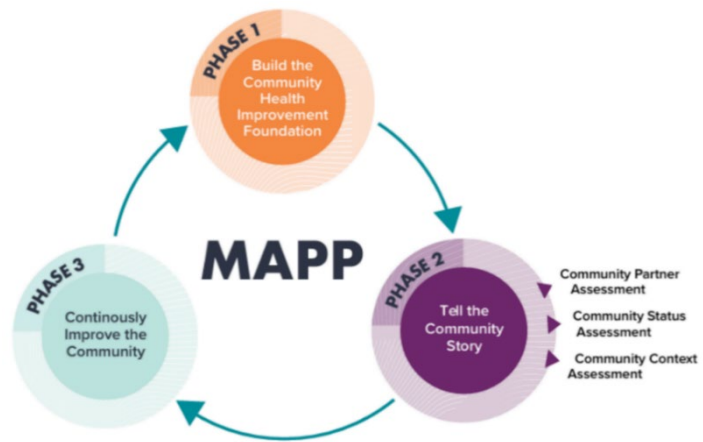 PHASE 1
Build the
Community
Health
Improvement
Foundation
MAPP
PHASE 2
Tell the
Community
Story
Community Partner
Assessment
Community Status
Assessment
Community Context
Assessment
PHASE 3
Continously
Improve the
Community